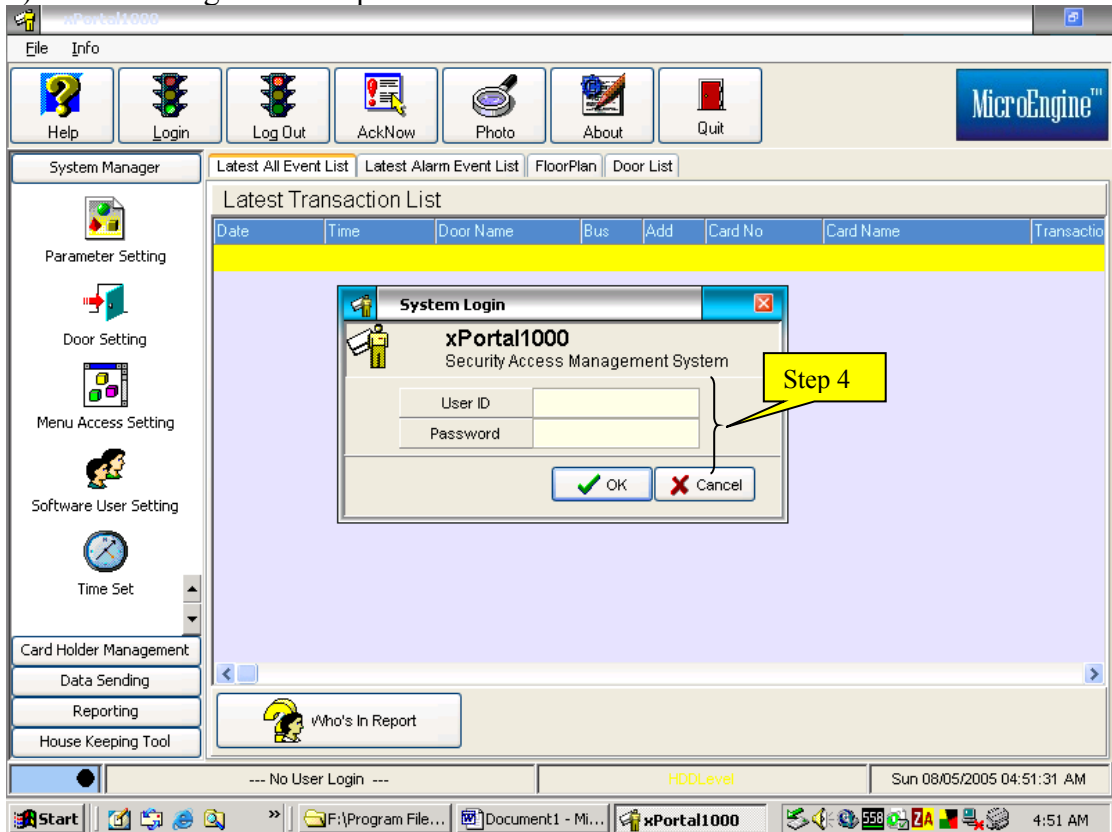 xPortal1000
File Info
Help Login Log Out AckNow Photo About Quit
MicroEngine™
System Manager
Latest All Event List Latest Alarm Event List FloorPlan Door List
Latest Transaction List
Date Time Door Name Bus Add Card No Card Name Transactio
Parameter Setting
Door Setting
Menu Access Setting
Software User Setting
Time Set
Card Holder Management
Data Sending
Reporting
House Keeping Tool
System Login
xPortal1000
Security Access Management System
User ID
Password
OK Cancel
Step 4
Who's In Report
--- No User Login --- HDDLevel Sun 08/05/2005 04:51:31 AM
Start » F:\Program File... Document1 - Mi... xPortal1000 558 ZA 4:51 AM